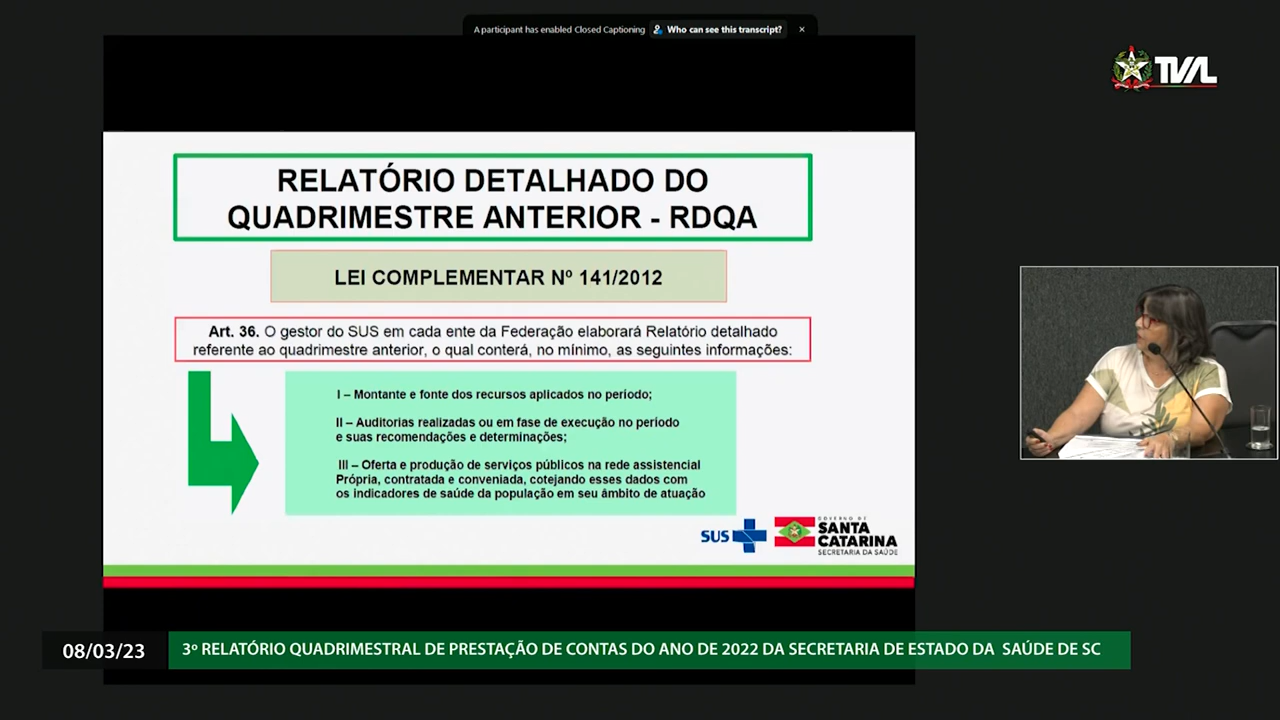 A participant has enabled Closed Captioning Who can see this transcript? ×
TVAL
RELATÓRIO DETALHADO DO
QUADRIMESTRE ANTERIOR - RDQA
LEI COMPLEMENTAR Nº 141/2012
Art. 36. O gestor do SUS em cada ente da Federação elaborará Relatório detalhado
referente ao quadrimestre anterior, o qual conterá, no mínimo, as seguintes informações:
I – Montante e fonte dos recursos aplicados no período;
II – Auditorias realizadas ou em fase de execução no período
e suas recomendações e determinações;
III – Oferta e produção de serviços públicos na rede assistencial
Própria, contratada e conveniada, cotejando esses dados com
os indicadores de saúde da população em seu âmbito de atuação
SUS
GOVERNO DE
SANTA
CATARINA
SECRETARIA DA SAÚDE
08/03/23
3º RELATÓRIO QUADRIMESTRAL DE PRESTAÇÃO DE CONTAS DO ANO DE 2022 DA SECRETARIA DE ESTADO DA SAÚDE DE SC